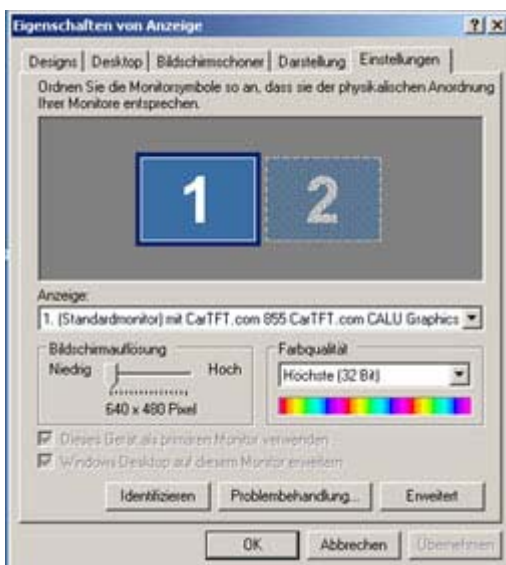 Eigenschaften von Anzeige
Designs Desktop Bildschirmschoner Darstellung Einstellungen
Ordnen Sie die Monitorsymbole so an, dass sie der physikalischen Anordnung
Ihrer Monitore entsprechen.
1 2
Anzeige:
1. (Standardmonitor) mit CarTFT.com 855 CarTFT.com CALU Graphics
Bildschirmauflösung Farbqualität
Niedrig Hoch Höchste (32 Bit)
640 x 480 Pixel
Dieses Gerät als primären Monitor verwenden
Windows-Desktop auf diesem Monitor erweitern
Identifizieren Problembehandlung... Erweitert
OK Abbrechen Übernehmen